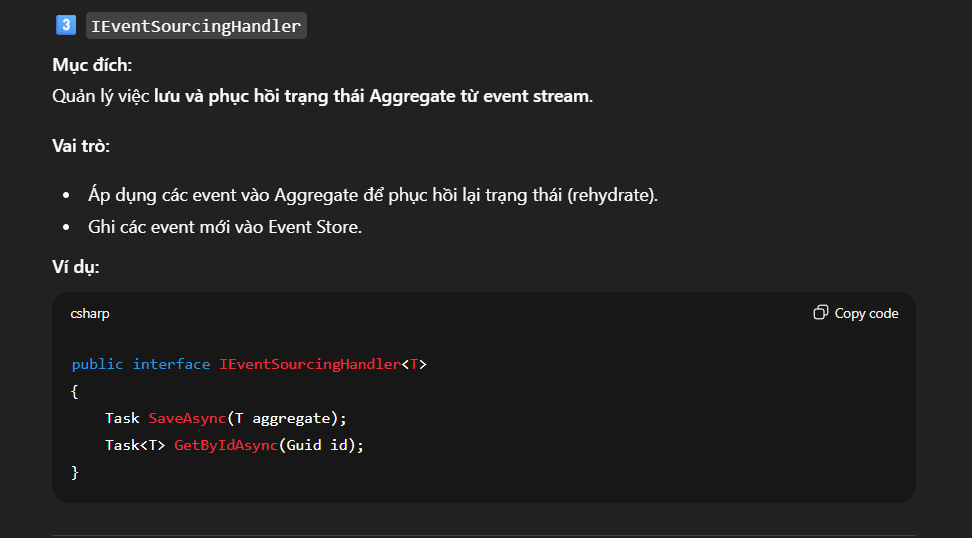 3 IEventSourcingHandler
Mục đích:
Quản lý việc lưu và phục hồi trạng thái Aggregate từ event stream.
Vai trò:
• Áp dụng các event vào Aggregate để phục hồi lại trạng thái (rehydrate).
• Ghi các event mới vào Event Store.
Ví dụ:
csharp Copy code
public interface IEventSourcingHandler<T>
{
    Task SaveAsync(T aggregate);
    Task<T> GetByIdAsync(Guid id);
}